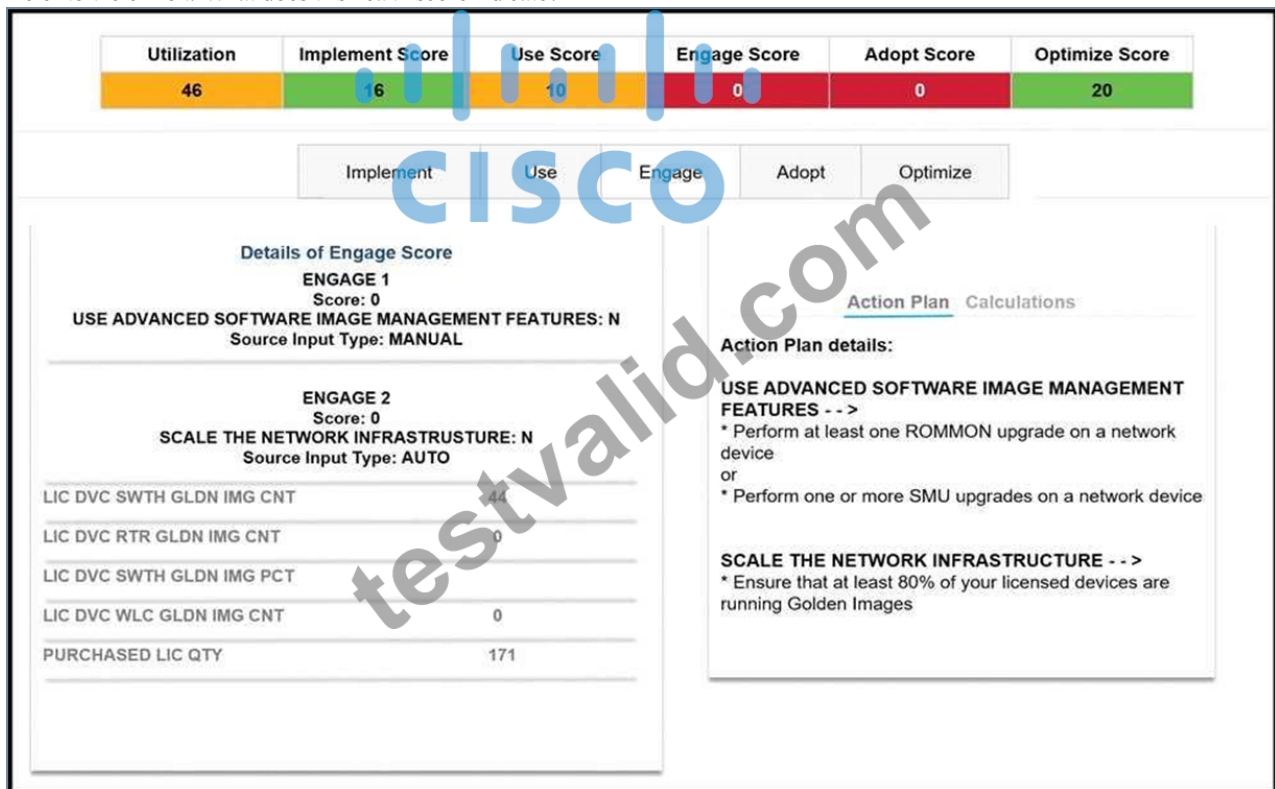 Utilization Implement Score Use Score Engage Score Adopt Score Optimize Score
46 16 10 0 0 20
CISCO
Implement Use Engage Adopt Optimize
Details of Engage Score
ENGAGE 1
Score: 0
USE ADVANCED SOFTWARE IMAGE MANAGEMENT FEATURES: N
Source Input Type: MANUAL
ENGAGE 2
Score: 0
SCALE THE NETWORK INFRASTRUSTURE: N
Source Input Type: AUTO
LIC DVC SWTH GLDN IMG CNT 44
LIC DVC RTR GLDN IMG CNT 0
LIC DVC SWTH GLDN IMG PCT
LIC DVC WLC GLDN IMG CNT 0
PURCHASED LIC QTY 171
Action Plan Calculations
Action Plan details:
USE ADVANCED SOFTWARE IMAGE MANAGEMENT
FEATURES - - >
* Perform at least one ROMMON upgrade on a network
device
or
* Perform one or more SMU upgrades on a network device
SCALE THE NETWORK INFRASTRUCTURE - - >
* Ensure that at least 80% of your licensed devices are
running Golden Images
testvalid.com